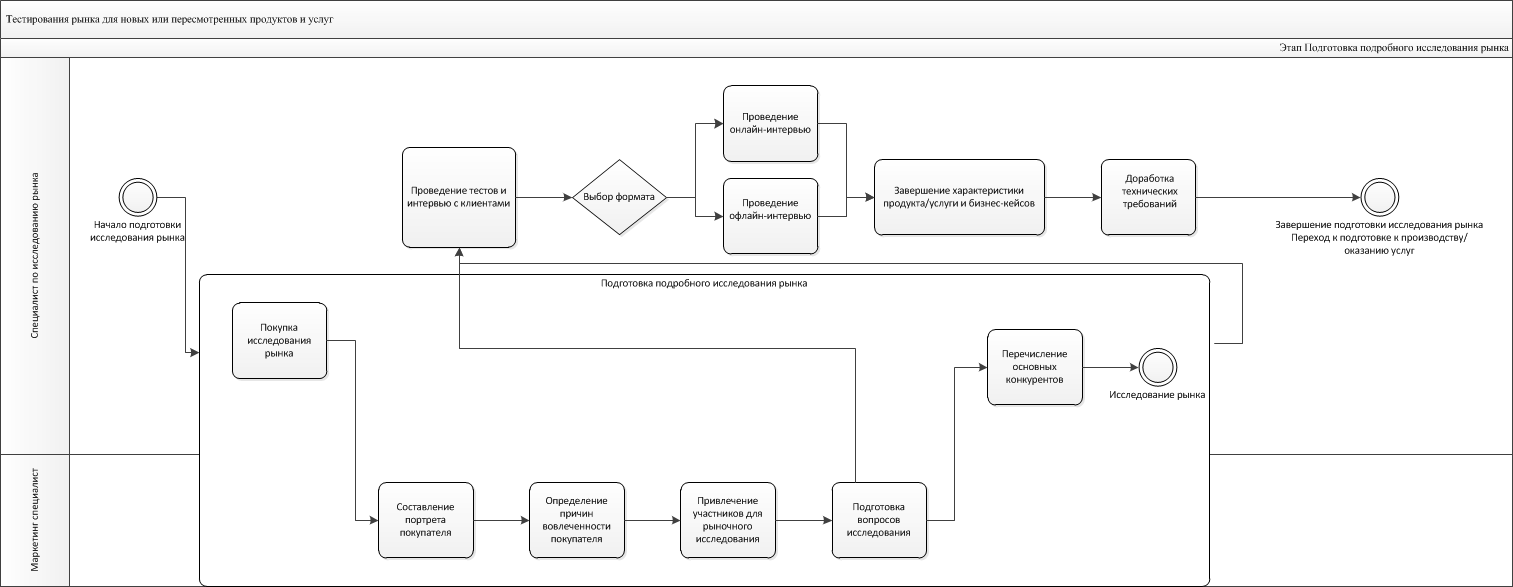 Тестирования рынка для новых или пересмотренных продуктов и услуг
Этап Подготовка подробного исследования рынка
Специалист по исследованию рынка
Начало подготовки
исследования рынка
Проведение тестов и
интервью с клиентами
Выбор формата
Проведение
онлайн-интервью
Проведение
офлайн-интервью
Завершение характеристики
продукта/услуги и бизнес-кейсов
Доработка
технических
требований
Завершение подготовки исследования рынка
Переход к подготовке к производству/
оказанию услуг
Подготовка подробного исследования рынка
Покупка
исследования
рынка
Перечисление
основных
конкурентов
Исследование рынка
Маркетинг специалист
Составление
портрета
покупателя
Определение
причин
вовлеченности
покупателя
Привлечение
участников для
рыночного
исследования
Подготовка
вопросов
исследования